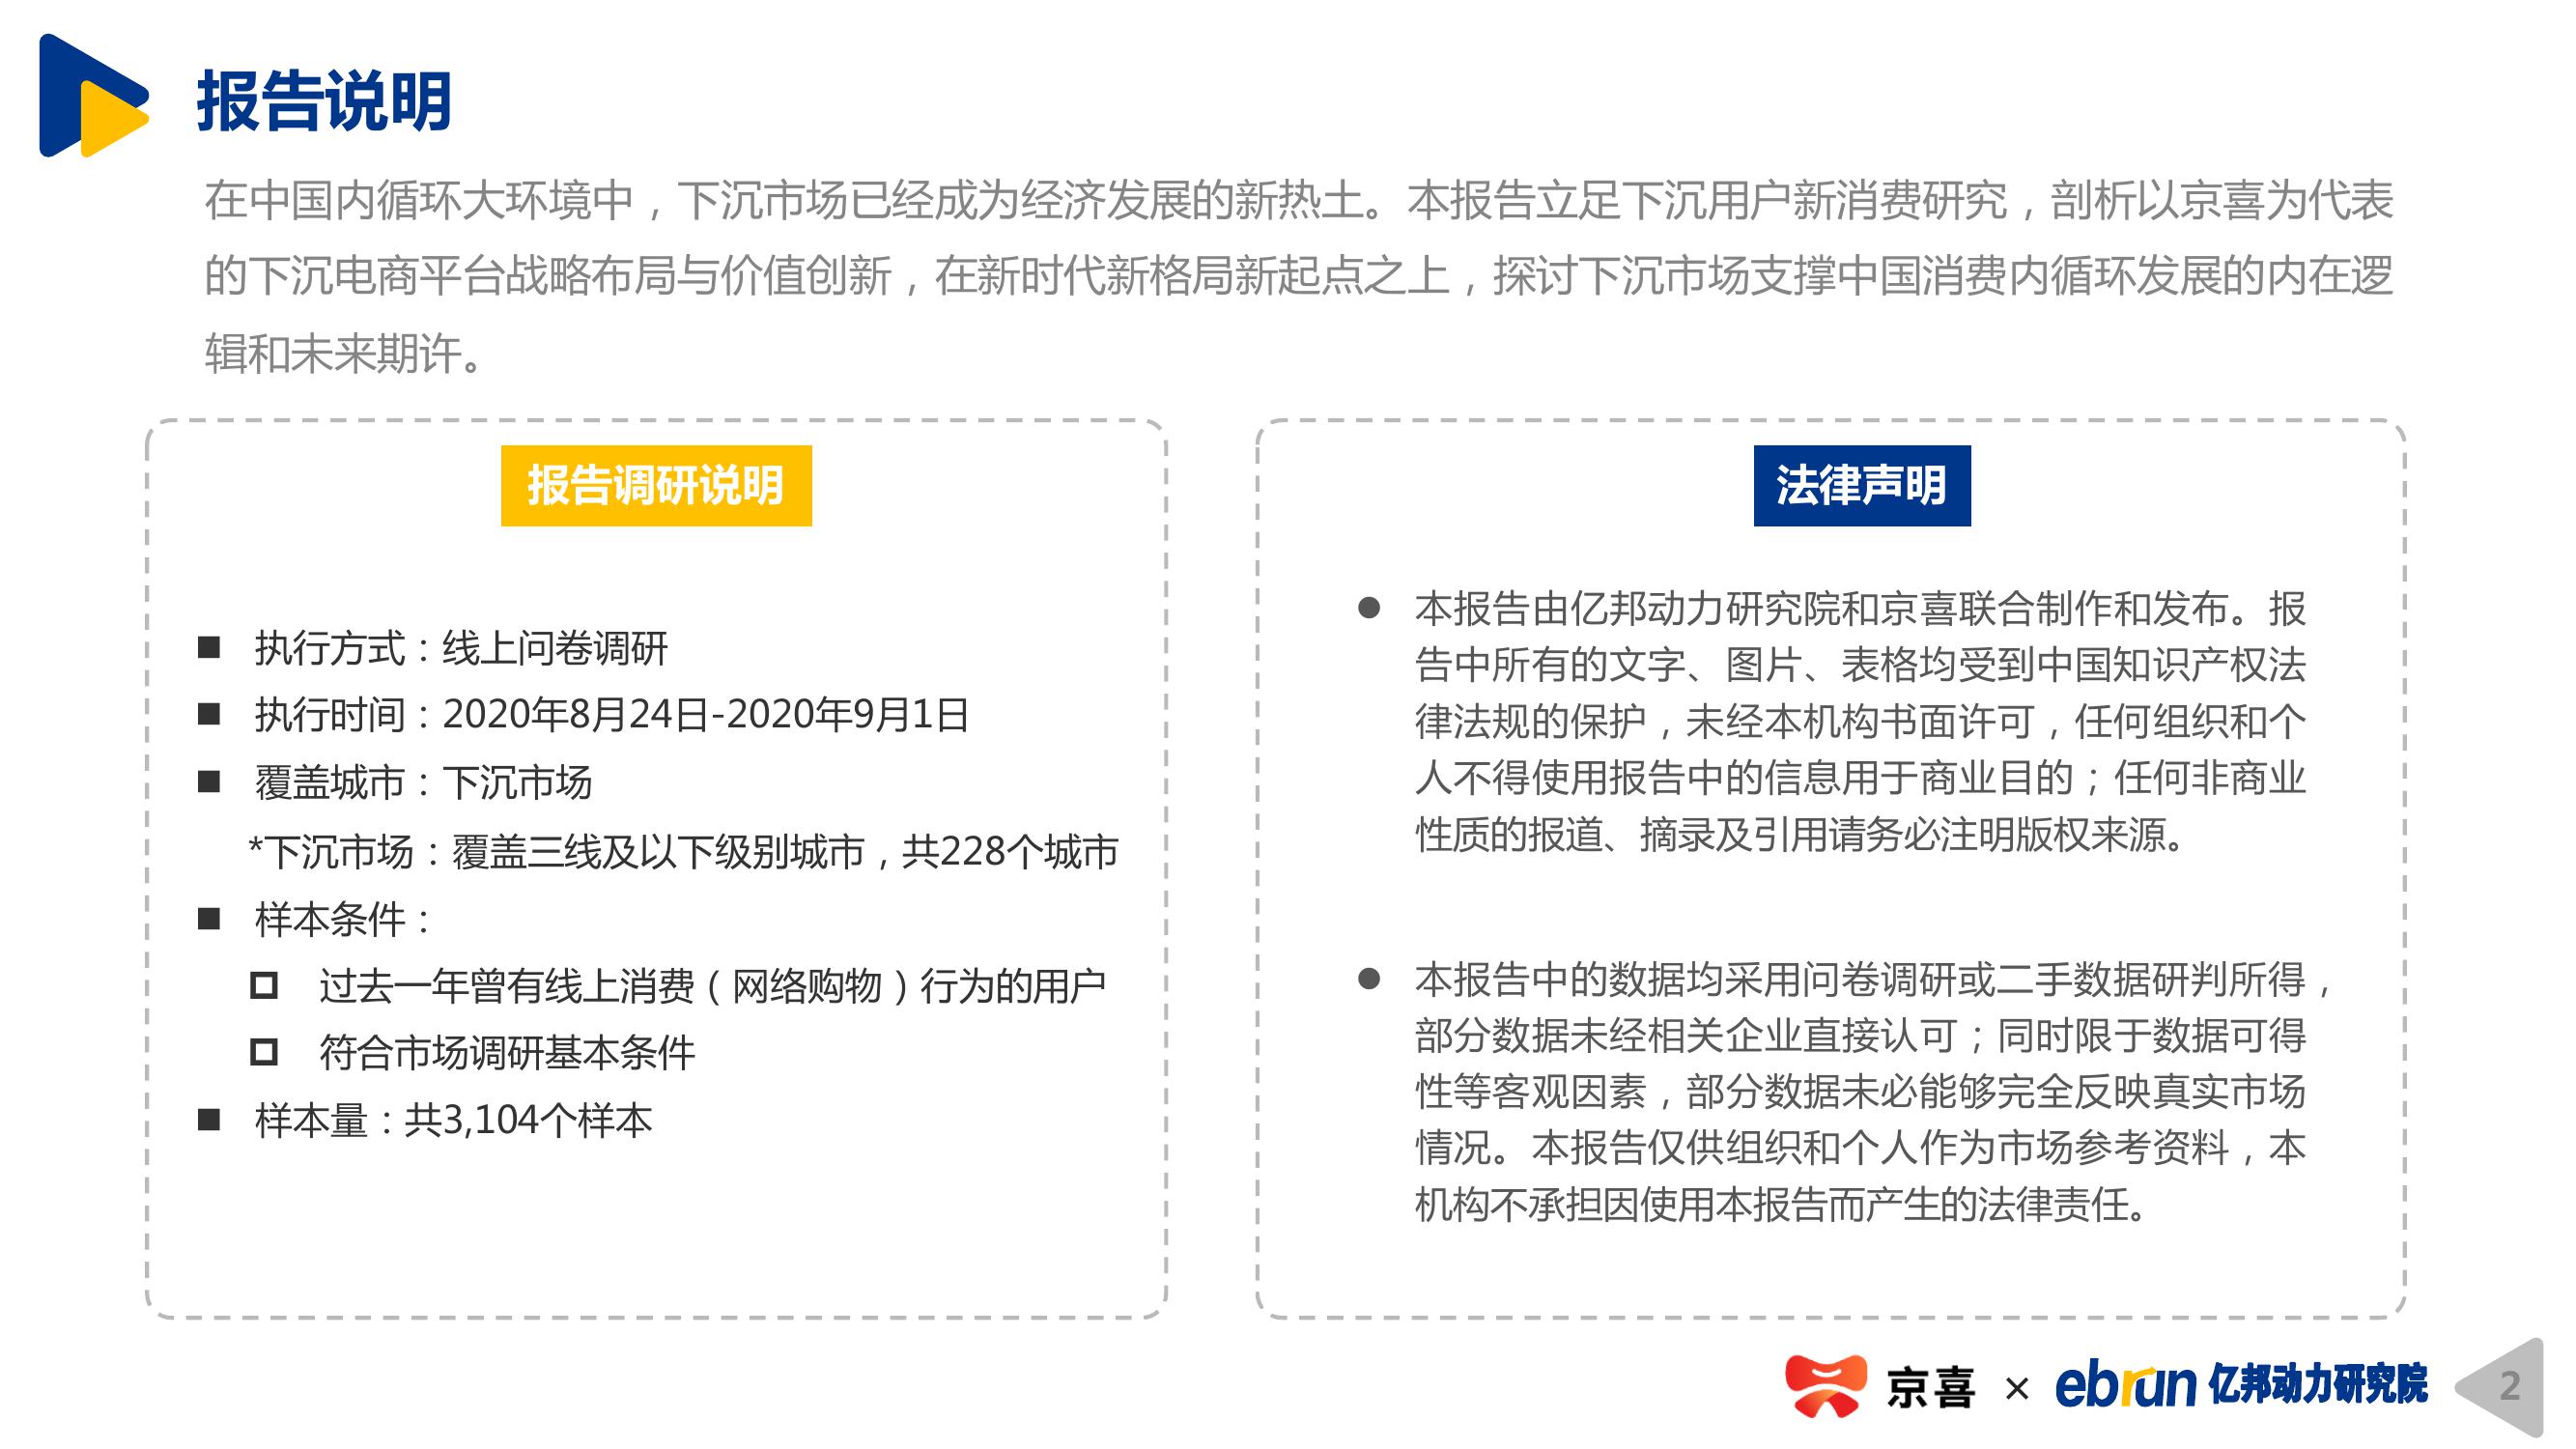 报告说明
在中国内循环大环境中，下沉市场已经成为经济发展的新热土。本报告立足下沉用户新消费研究，剖析以京喜为代表
的下沉电商平台战略布局与价值创新，在新时代新格局新起点之上，探讨下沉市场支撑中国消费内循环发展的内在逻
辑和未来期许。
报告调研说明
■ 执行方式：线上问卷调研
■ 执行时间：2020年8月24日-2020年9月1日
■ 覆盖城市：下沉市场
*下沉市场：覆盖三线及以下级别城市，共228个城市
■ 样本条件：
□ 过去一年曾有线上消费（网络购物）行为的用户
□ 符合市场调研基本条件
■ 样本量：共3,104个样本
法律声明
● 本报告由亿邦动力研究院和京喜联合制作和发布。报
告中所有的文字、图片、表格均受到中国知识产权法
律法规的保护，未经本机构书面许可，任何组织和个
人不得使用报告中的信息用于商业目的；任何非商业
性质的报道、摘录及引用请务必注明版权来源。
● 本报告中的数据均采用问卷调研或二手数据研判所得，
部分数据未经相关企业直接认可；同时限于数据可得
性等客观因素，部分数据未必能够完全反映真实市场
情况。本报告仅供组织和个人作为市场参考资料，本
机构不承担因使用本报告而产生的法律责任。
京喜 × ebrun 亿邦动力研究院
2